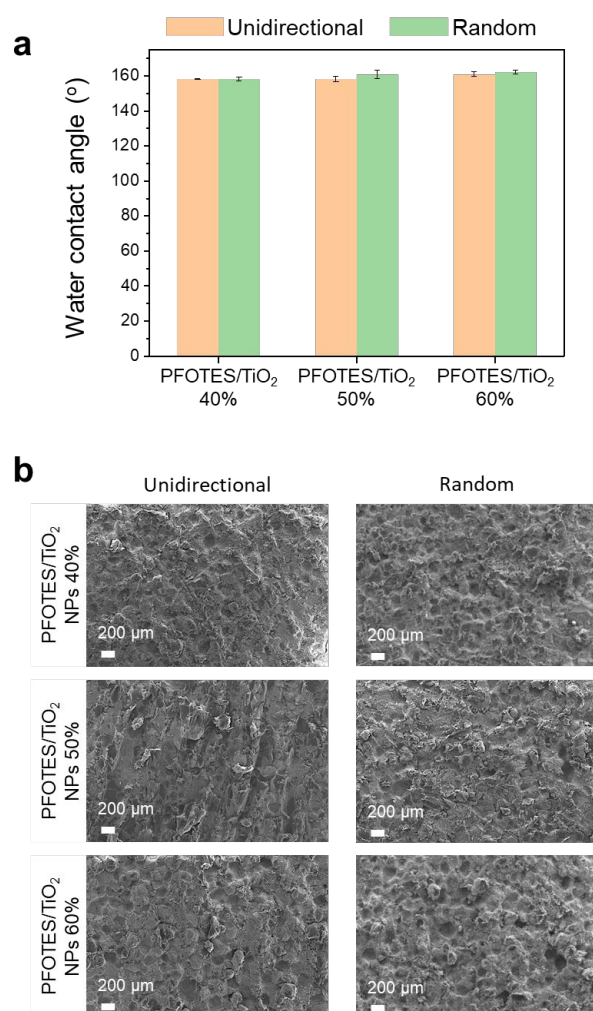 Unidirectional Random
a
Water contact angle (º)
160
140
120
100
80
60
40
20
0
PFOTES/TiO₂ PFOTES/TiO₂ PFOTES/TiO₂
40% 50% 60%
b
Unidirectional Random
PFOTES/TiO₂
NPs 40%
200 µm
200 µm
PFOTES/TiO₂
NPs 50%
200 µm
200 µm
PFOTES/TiO₂
NPs 60%
200 µm
200 µm